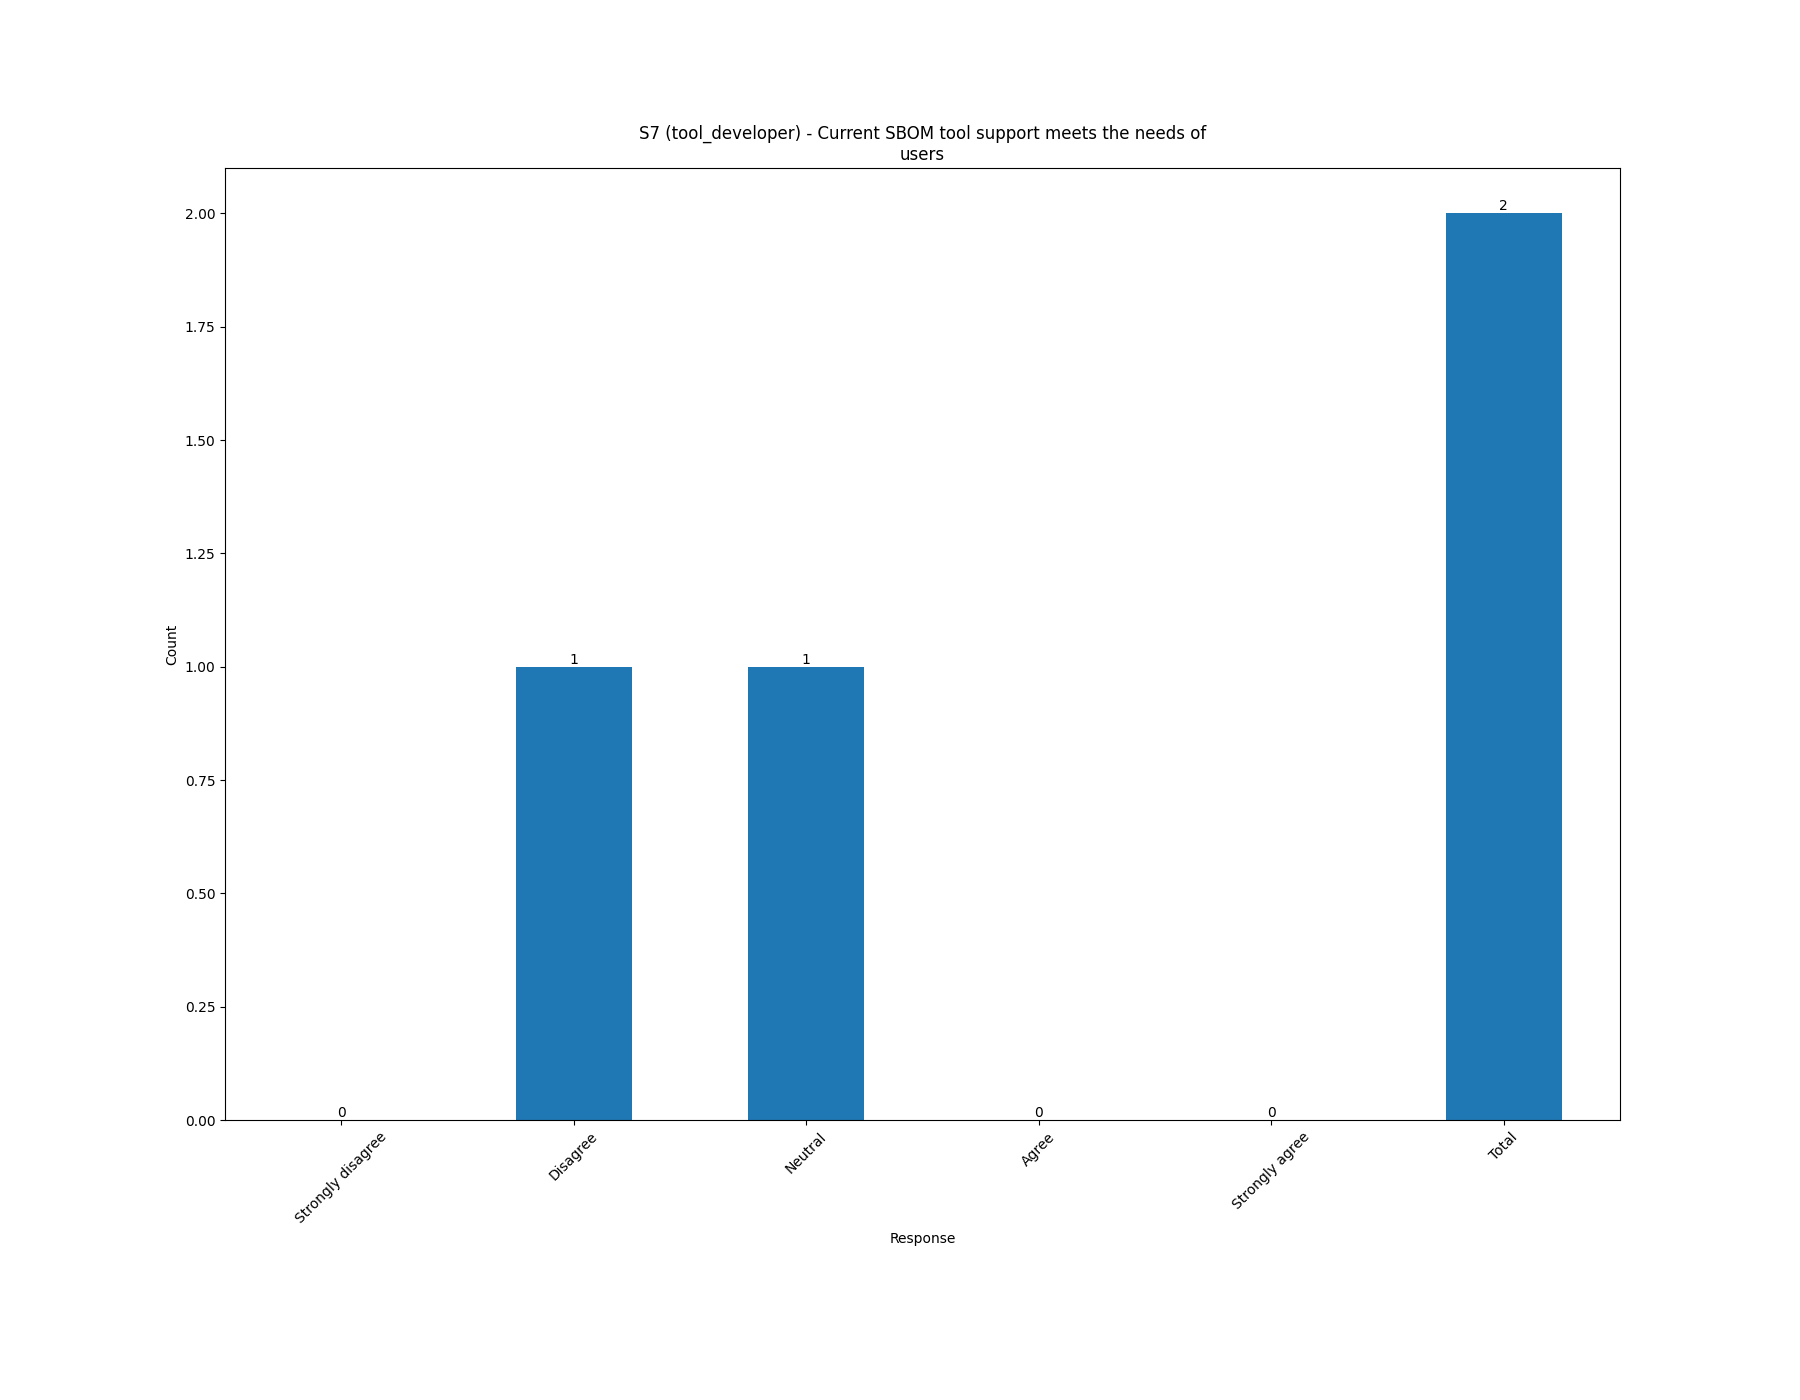 S7 (tool_developer) - Current SBOM tool support meets the needs of
users
2.00
1.75
1.50
1.25
1.00
0.75
0.50
0.25
0.00
Count
0
1
1
0
0
2
Strongly disagree
Disagree
Neutral
Agree
Strongly agree
Total
Response